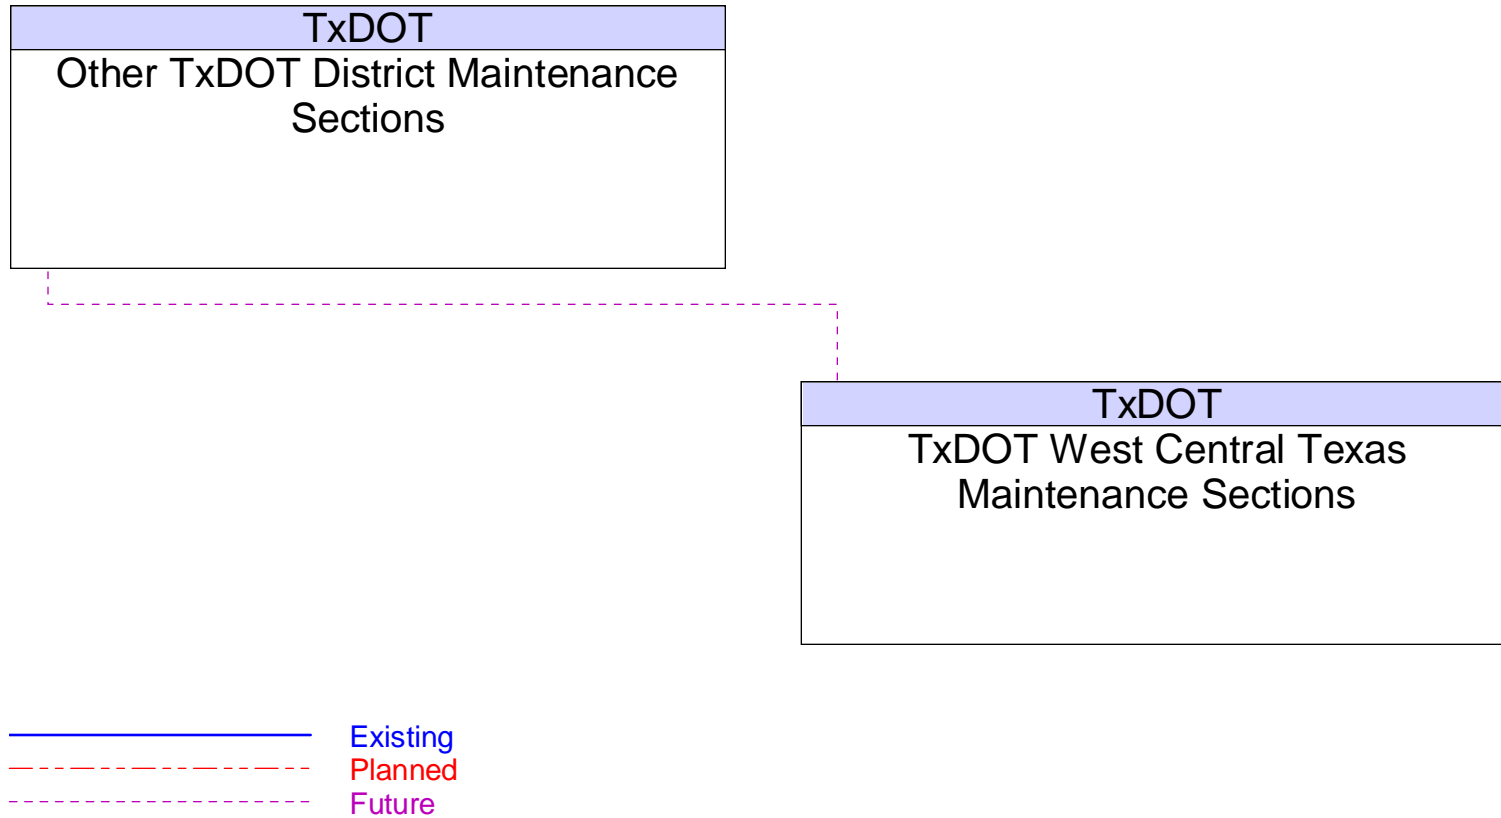 TxDOT
Other TxDOT District Maintenance
Sections
TxDOT
TxDOT West Central Texas
Maintenance Sections
Existing
Planned
Future